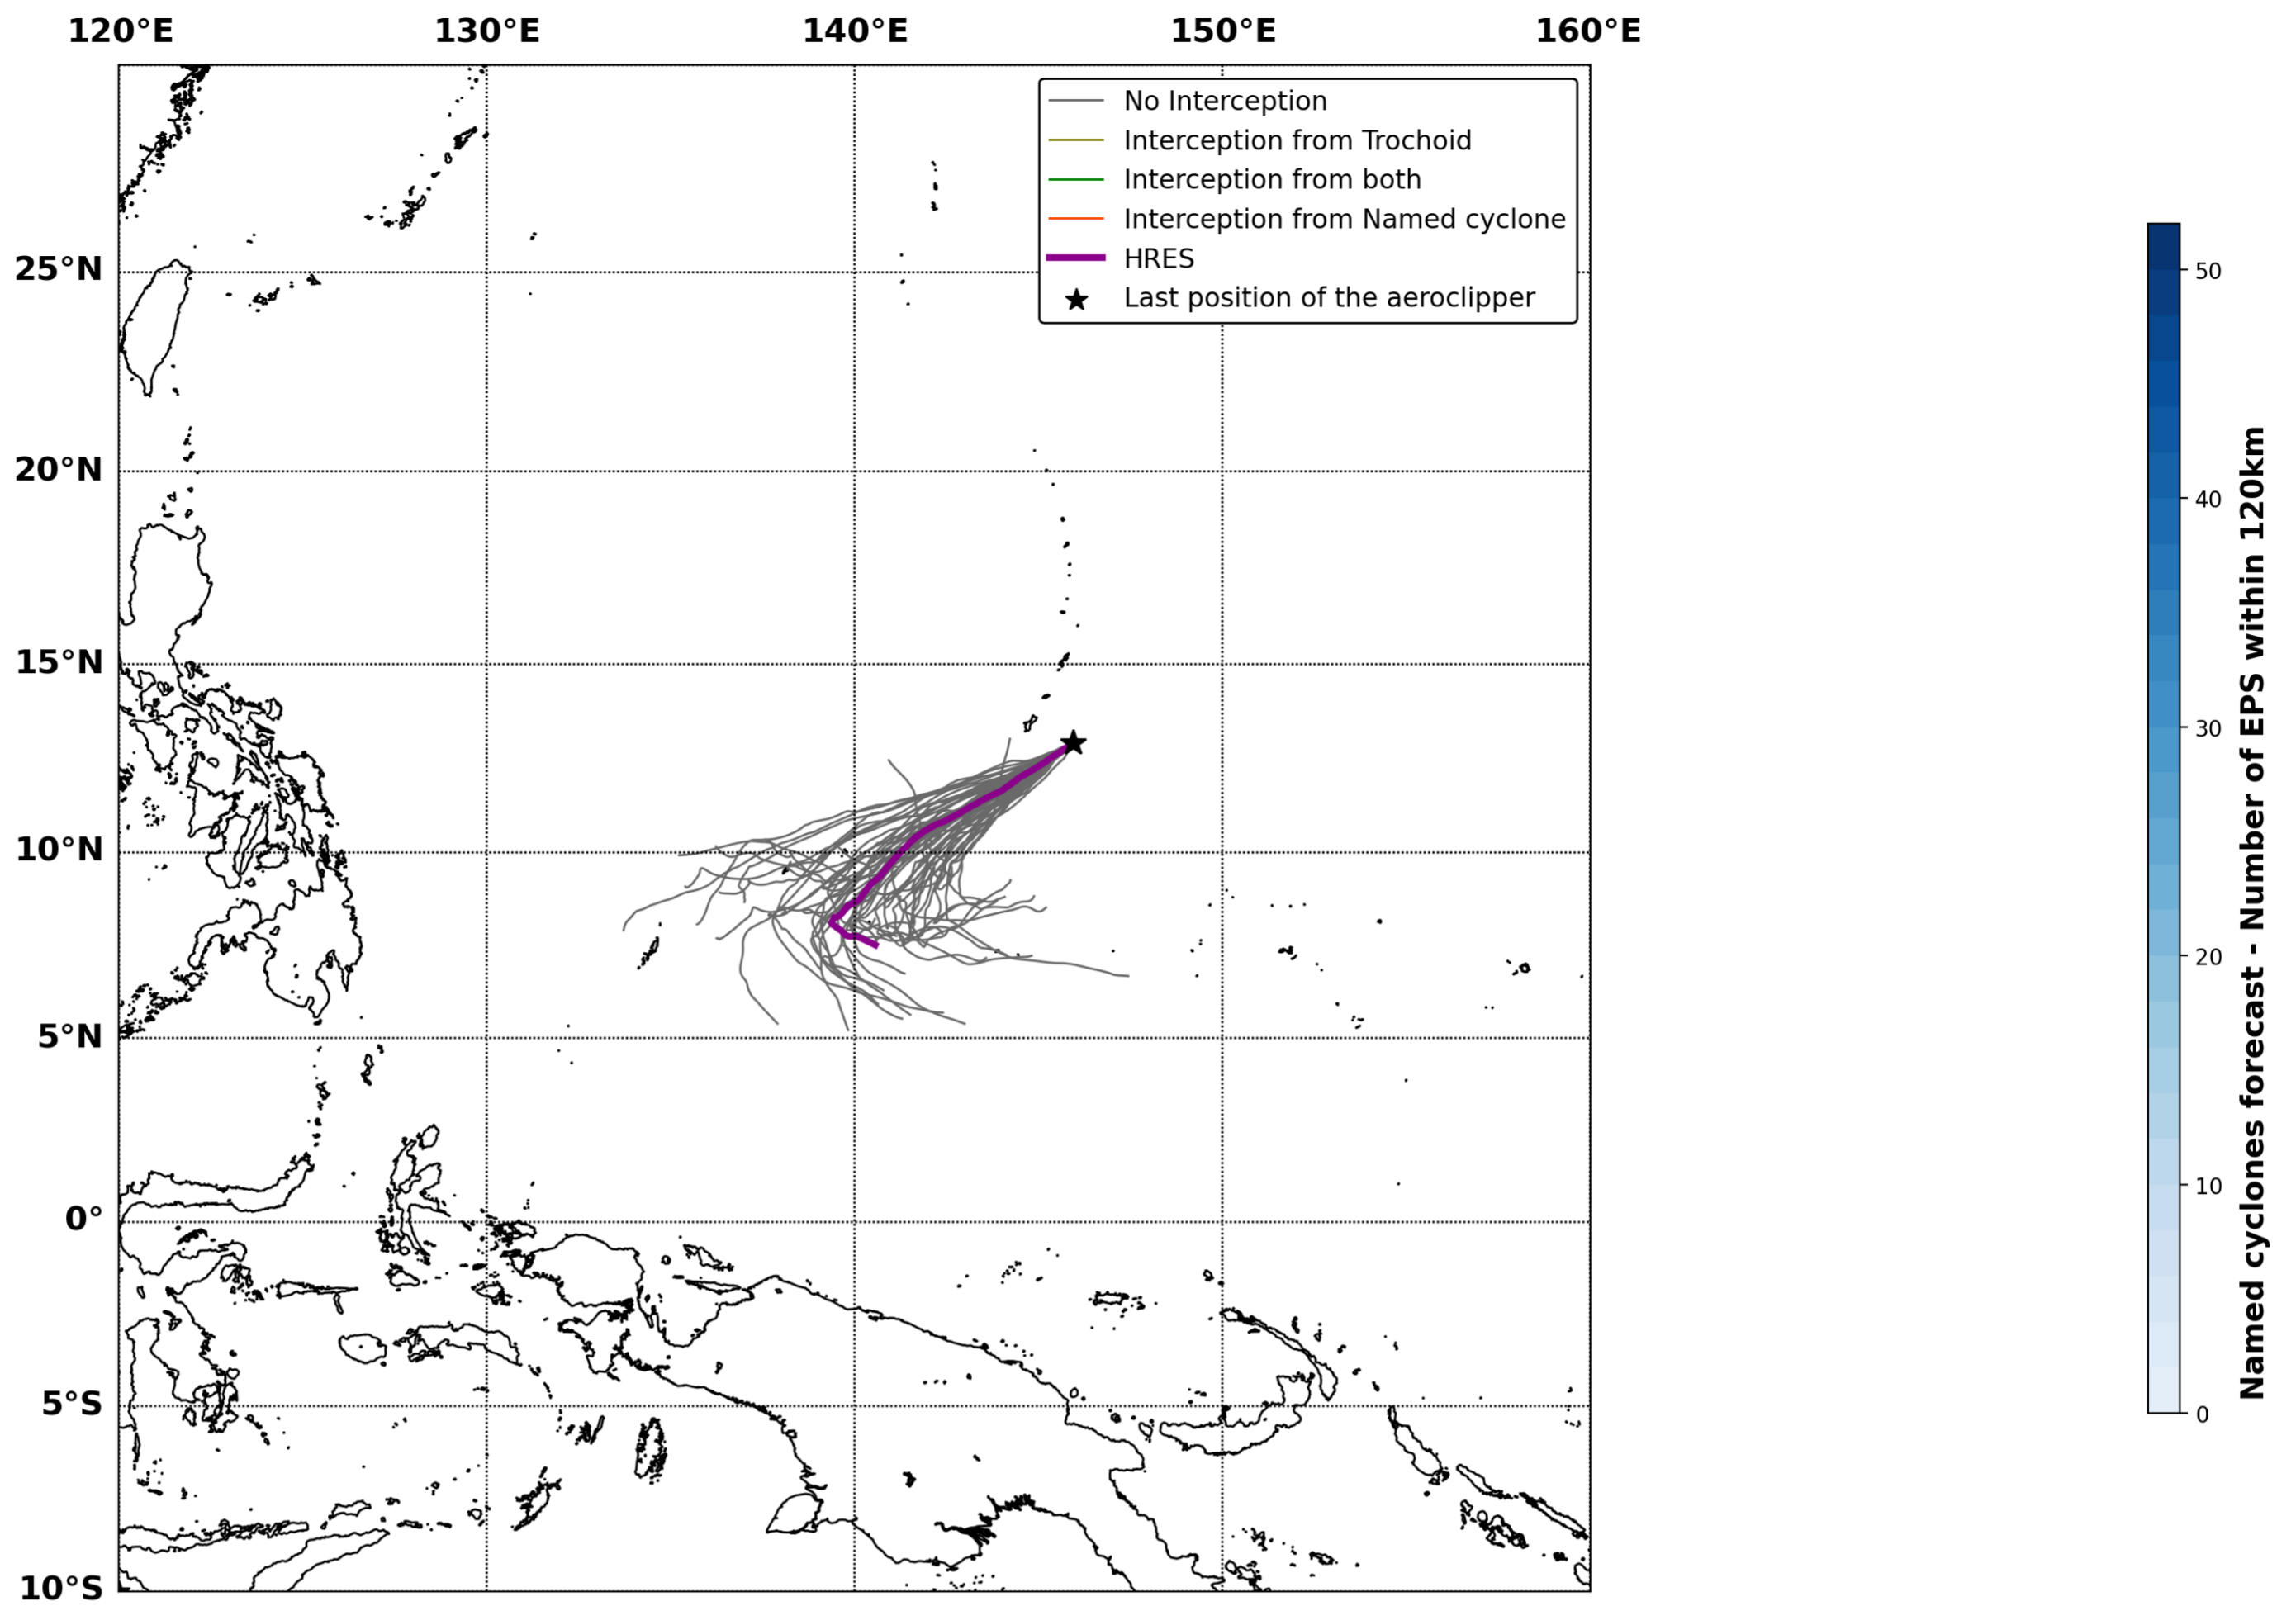 120°E 130°E 140°E 150°E 160°E
No Interception
Interception from Trochoid
Interception from both
Interception from Named cyclone
HRES
Last position of the aeroclipper
25°N
20°N
15°N
10°N
5°N
0°
5°S
10°S
50
40
30
20
10
0
Named cyclones forecast - Number of EPS within 120km